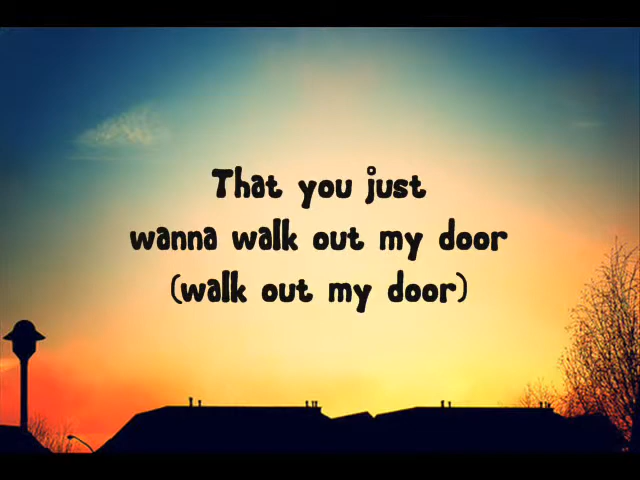 That you just
wanna walk out my door
(walk out my door)